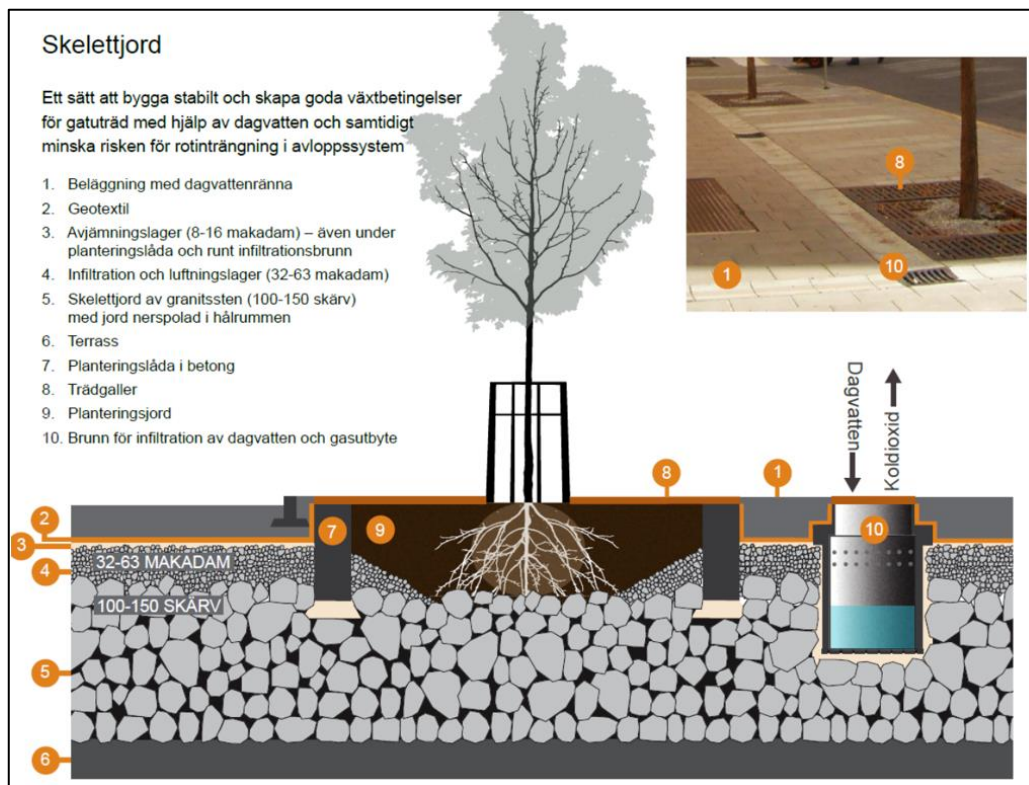 Skelettjord
Ett sätt att bygga stabilt och skapa goda växtbetingelser
för gatuträd med hjälp av dagvatten och samtidigt
minska risken för rotinträngning i avloppssystem
1. Beläggning med dagvattenränna
2. Geotextil
3. Avjämningslager (8-16 makadam) – även under
planteringslåda och runt infiltrationsbrunn
4. Infiltration och luftningslager (32-63 makadam)
5. Skelettjord av granitssten (100-150 skärv)
med jord nerspolad i hålrummen
6. Terrass
7. Planteringslåda i betong
8. Trädgaller
9. Planteringsjord
10. Brunn för infiltration av dagvatten och gasutbyte
8
1
10
Dagvatten
Kolpioxipl
8
1
2
7
9
10
3
32-63 MAKADAM
4
100-150 SKÄRV
5
6